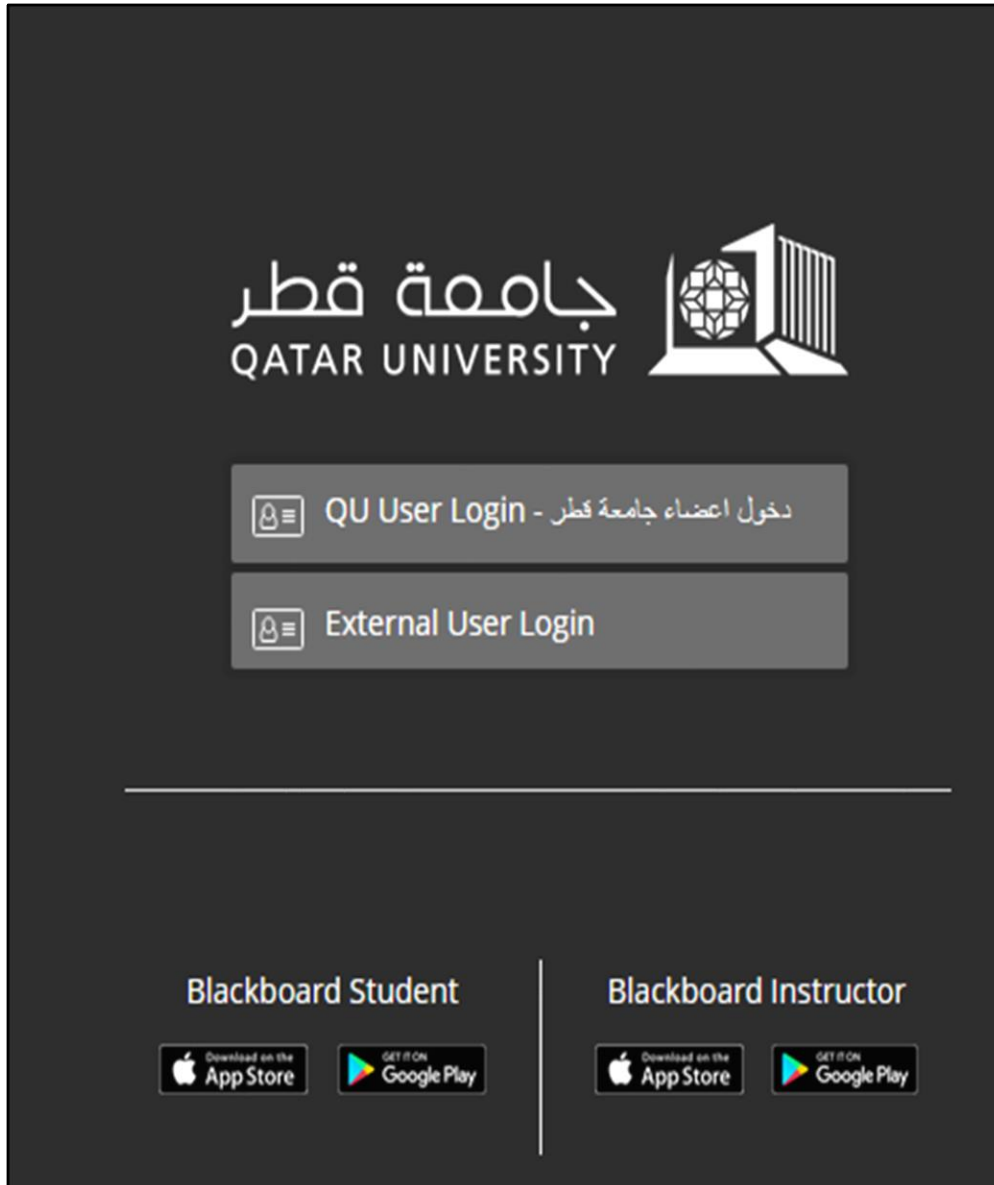 جامعة قطر
QATAR UNIVERSITY
QU User Login - دخول اعضاء جامعة قطر
External User Login
Blackboard Student
Blackboard Instructor
Download on the
App Store
GET IT ON
Google Play
Download on the
App Store
GET IT ON
Google Play